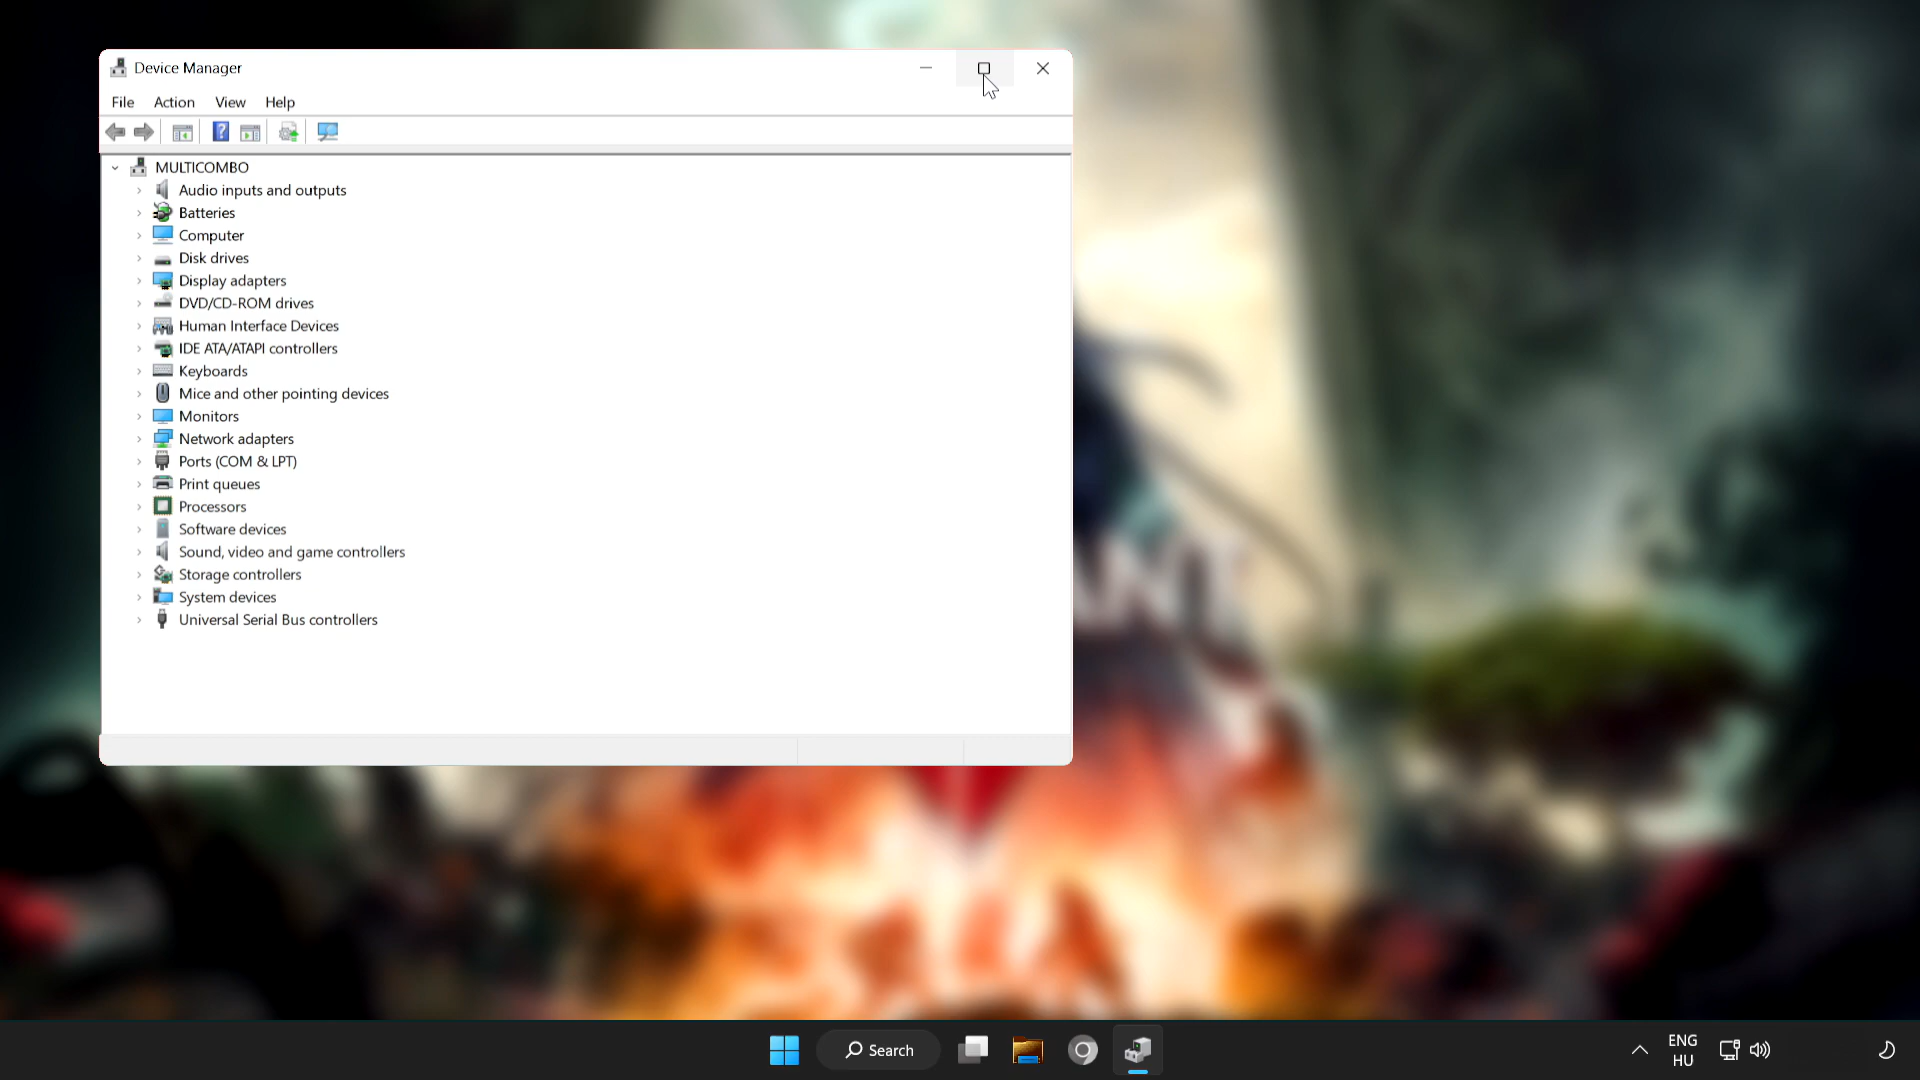 Device Manager
File Action View Help
MULTICOMBO
Audio inputs and outputs
Batteries
Computer
Disk drives
Display adapters
DVD/CD-ROM drives
Human Interface Devices
IDE ATA/ATAPI controllers
Keyboards
Mice and other pointing devices
Monitors
Network adapters
Ports (COM & LPT)
Print queues
Processors
Software devices
Sound, video and game controllers
Storage controllers
System devices
Universal Serial Bus controllers
Search
ENG
HU